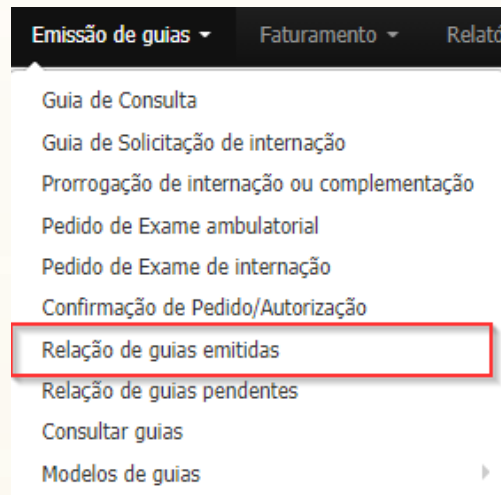 Emissão de guias Faturamento Relató
Guia de Consulta
Guia de Solicitação de internação
Prorrogação de internação ou complementação
Pedido de Exame ambulatorial
Pedido de Exame de internação
Confirmação de Pedido/Autorização
Relação de guias emitidas
Relação de guias pendentes
Consultar guias
Modelos de guias